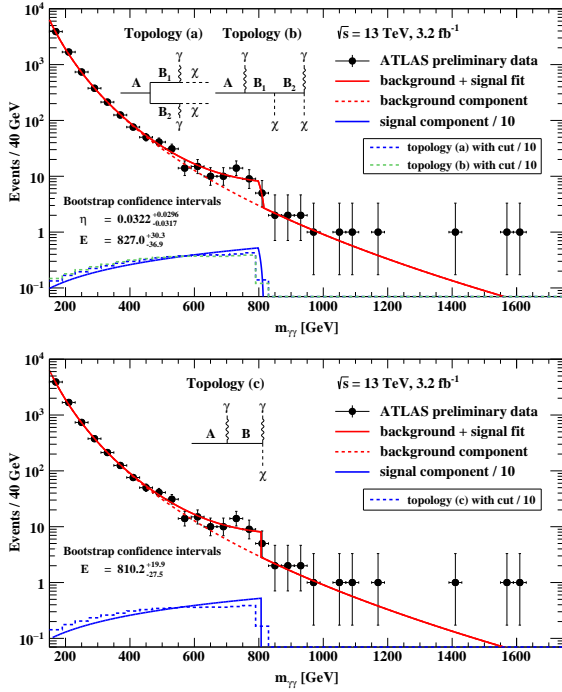 10⁴
10³
10²
10
1
10⁻¹
Events / 40 GeV
Topology (a) Topology (b)
γ γ γ
A B₁ χ B₁ B₂
B₂ χ
γ χ χ γ
√s = 13 TeV, 3.2 fb⁻¹
ATLAS preliminary data
background + signal fit
background component
signal component / 10
topology (a) with cut / 10
topology (b) with cut / 10
Bootstrap confidence intervals
η = 0.0322 +0.0296 -0.0317
E = 827.0 +30.3 -36.9
200 400 600 800 1000 1200 1400 1600
m_γγ [GeV]
10⁴
10³
10²
10
1
10⁻¹
Events / 40 GeV
Topology (c)
γ γ
A B
χ
√s = 13 TeV, 3.2 fb⁻¹
ATLAS preliminary data
background + signal fit
background component
signal component / 10
topology (c) with cut / 10
Bootstrap confidence intervals
E = 810.2 +19.9 -27.5
200 400 600 800 1000 1200 1400 1600
m_γγ [GeV]